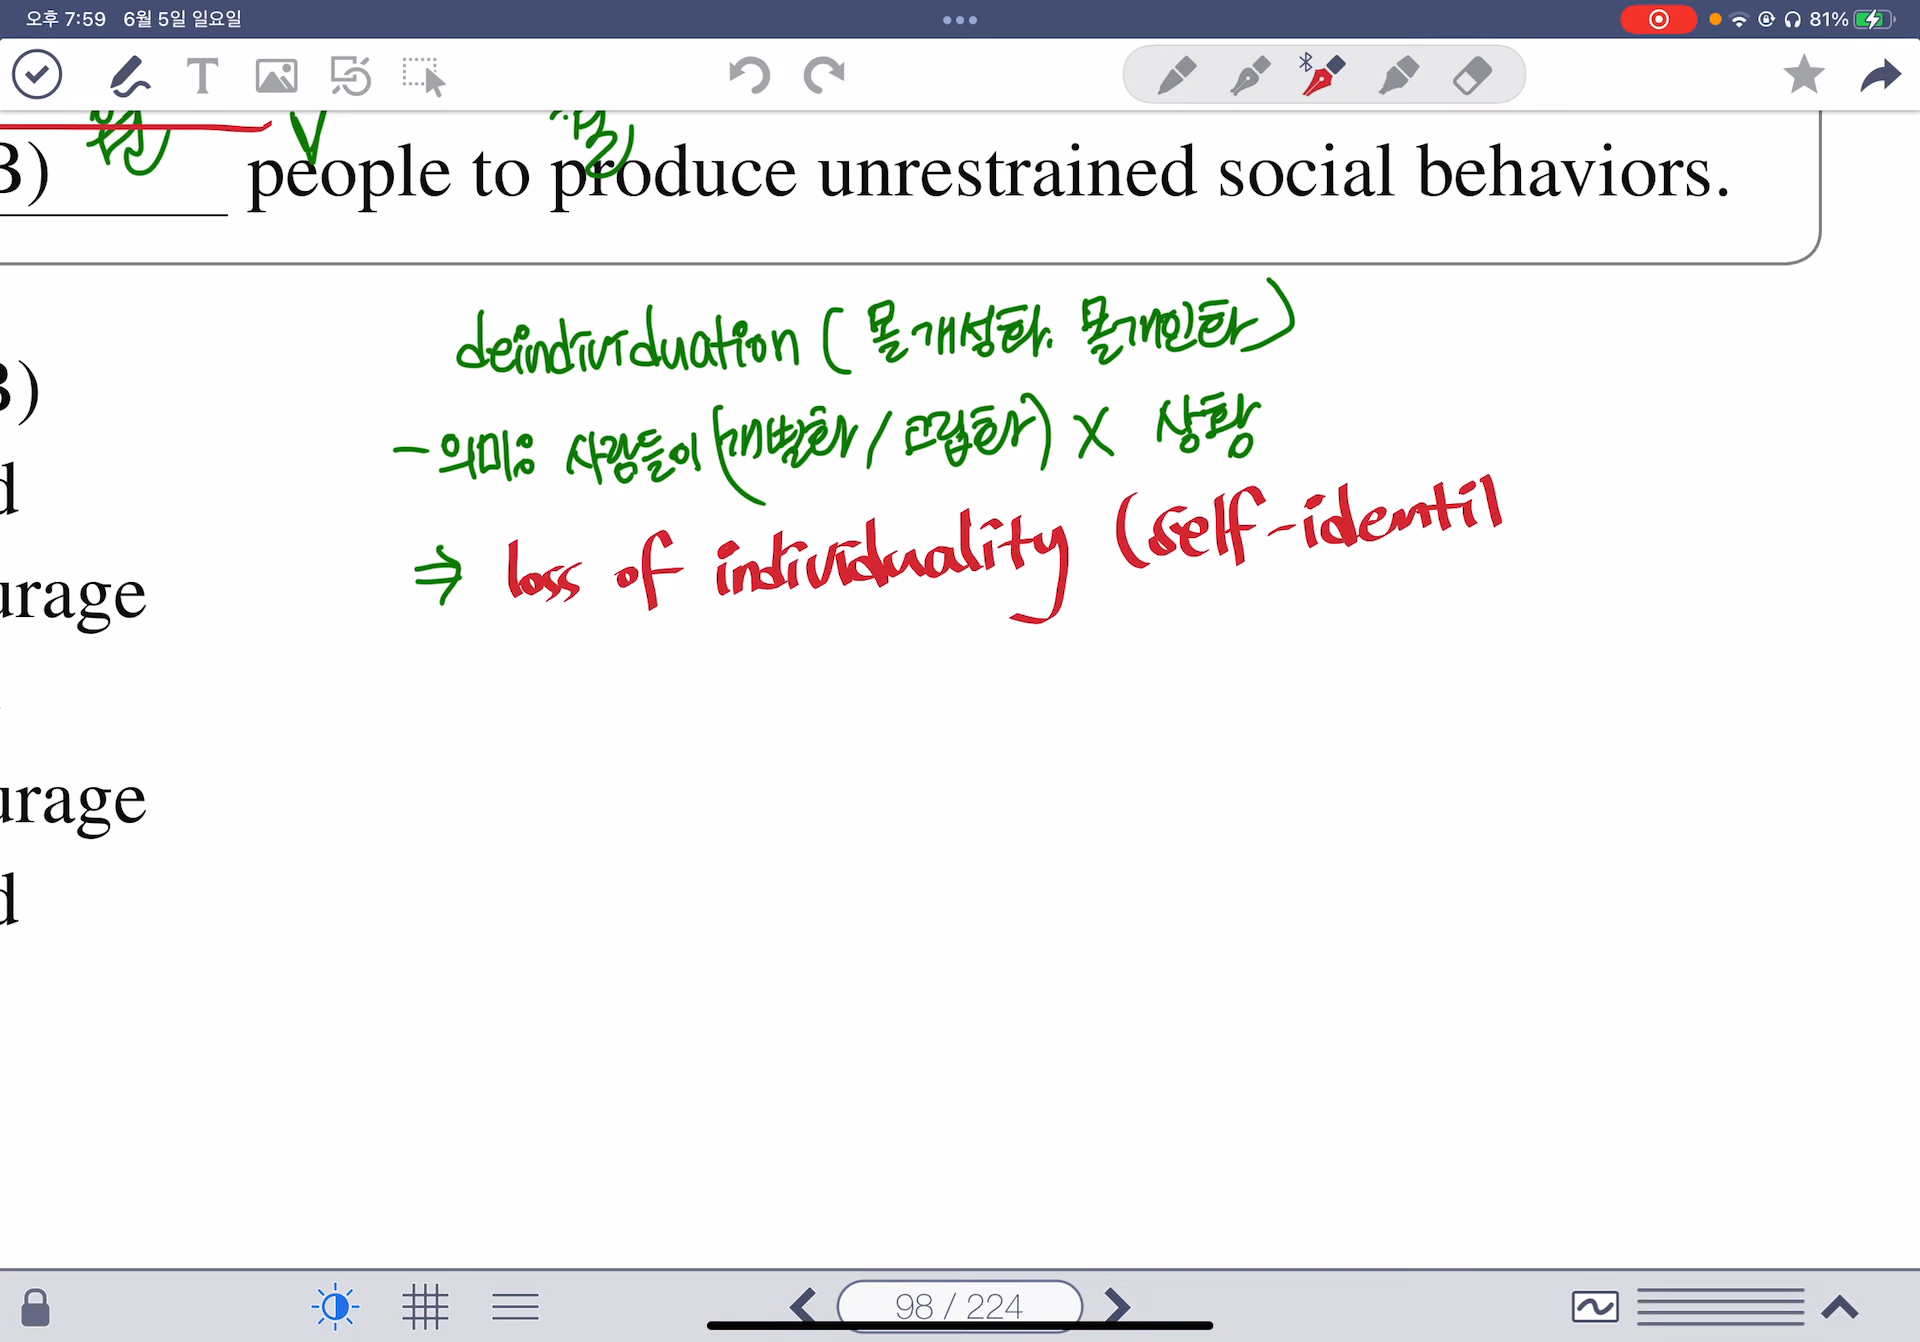 오후 7:59 6월 5일 일요일 81%
B) people to produce unrestrained social behaviors.
deindividuation ( 몰개성화. 몰개인화)
B)
- 의미: 사람들이 (개별화 / 고립화) X 상황
d
⇒ loss of individuality (self-identi
urage
urage
d
98 / 224